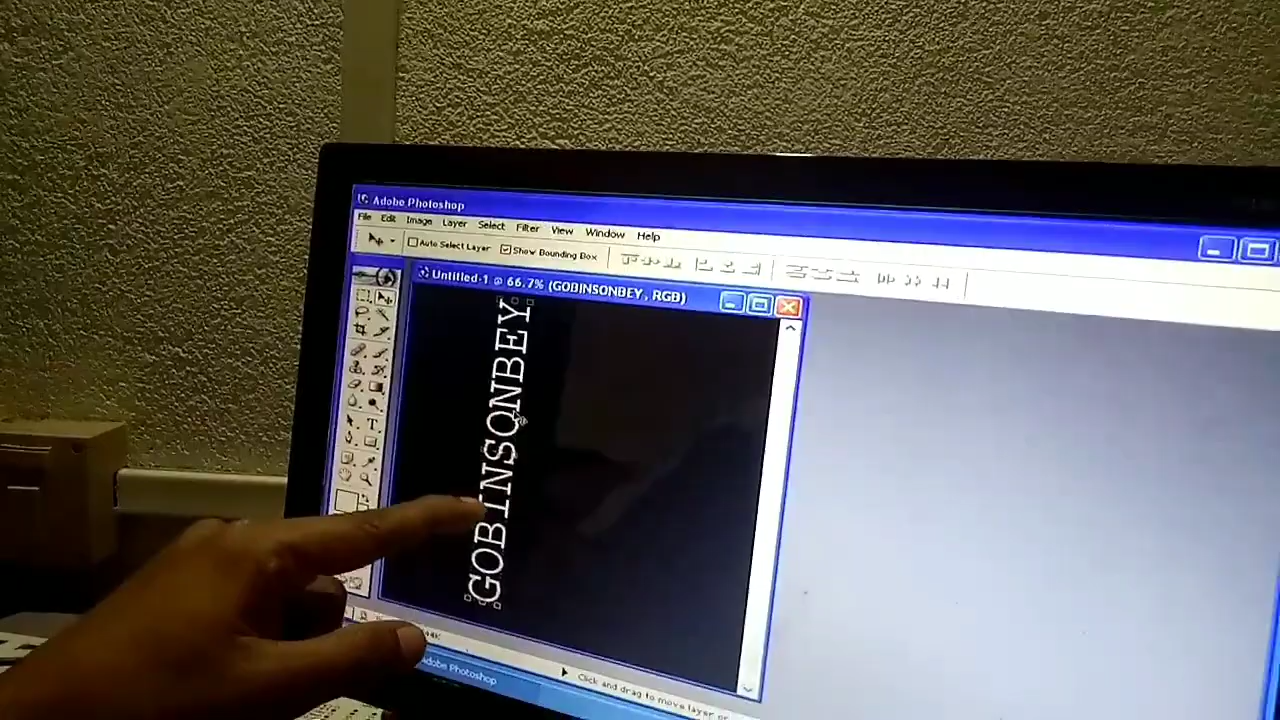 Adobe Photoshop
File Edit Image Layer Select Filter View Window Help
Auto Select Layer Show Bounding Box
Untitled-1 @ 66.7% (GOBINSONBEY, RGB)
GOBINSONBEY
T
Click and drag to move layer or
Adobe Photoshop